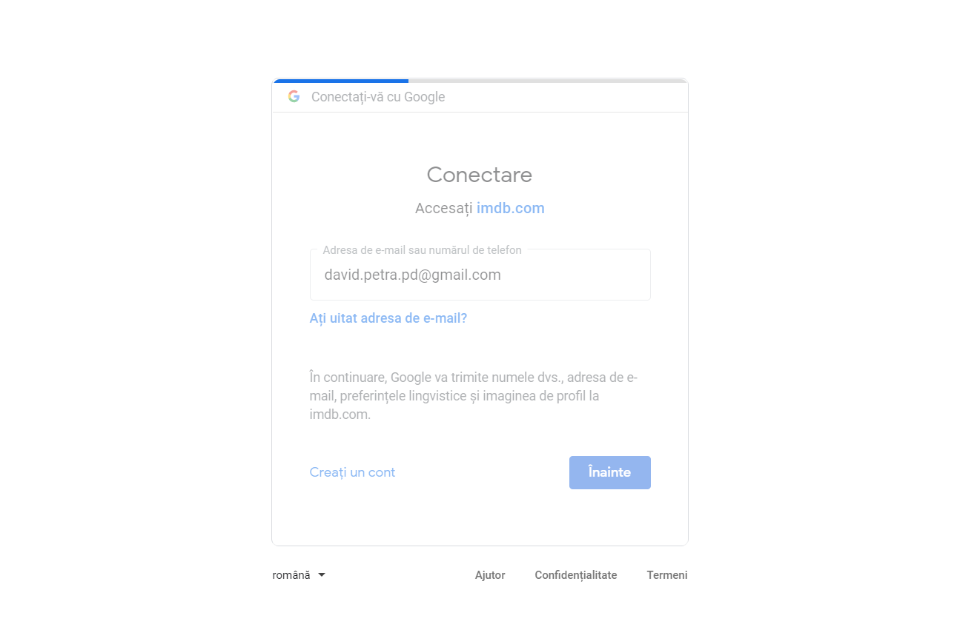 Conectați-vă cu Google
Conectare
Accesați imdb.com
Adresa de e-mail sau numărul de telefon
david.petra.pd@gmail.com
Ați uitat adresa de e-mail?
În continuare, Google va trimite numele dvs., adresa de e-
mail, preferințele lingvistice și imaginea de profil la
imdb.com.
Creați un cont
Înainte
română
Ajutor
Confidențialitate
Termeni